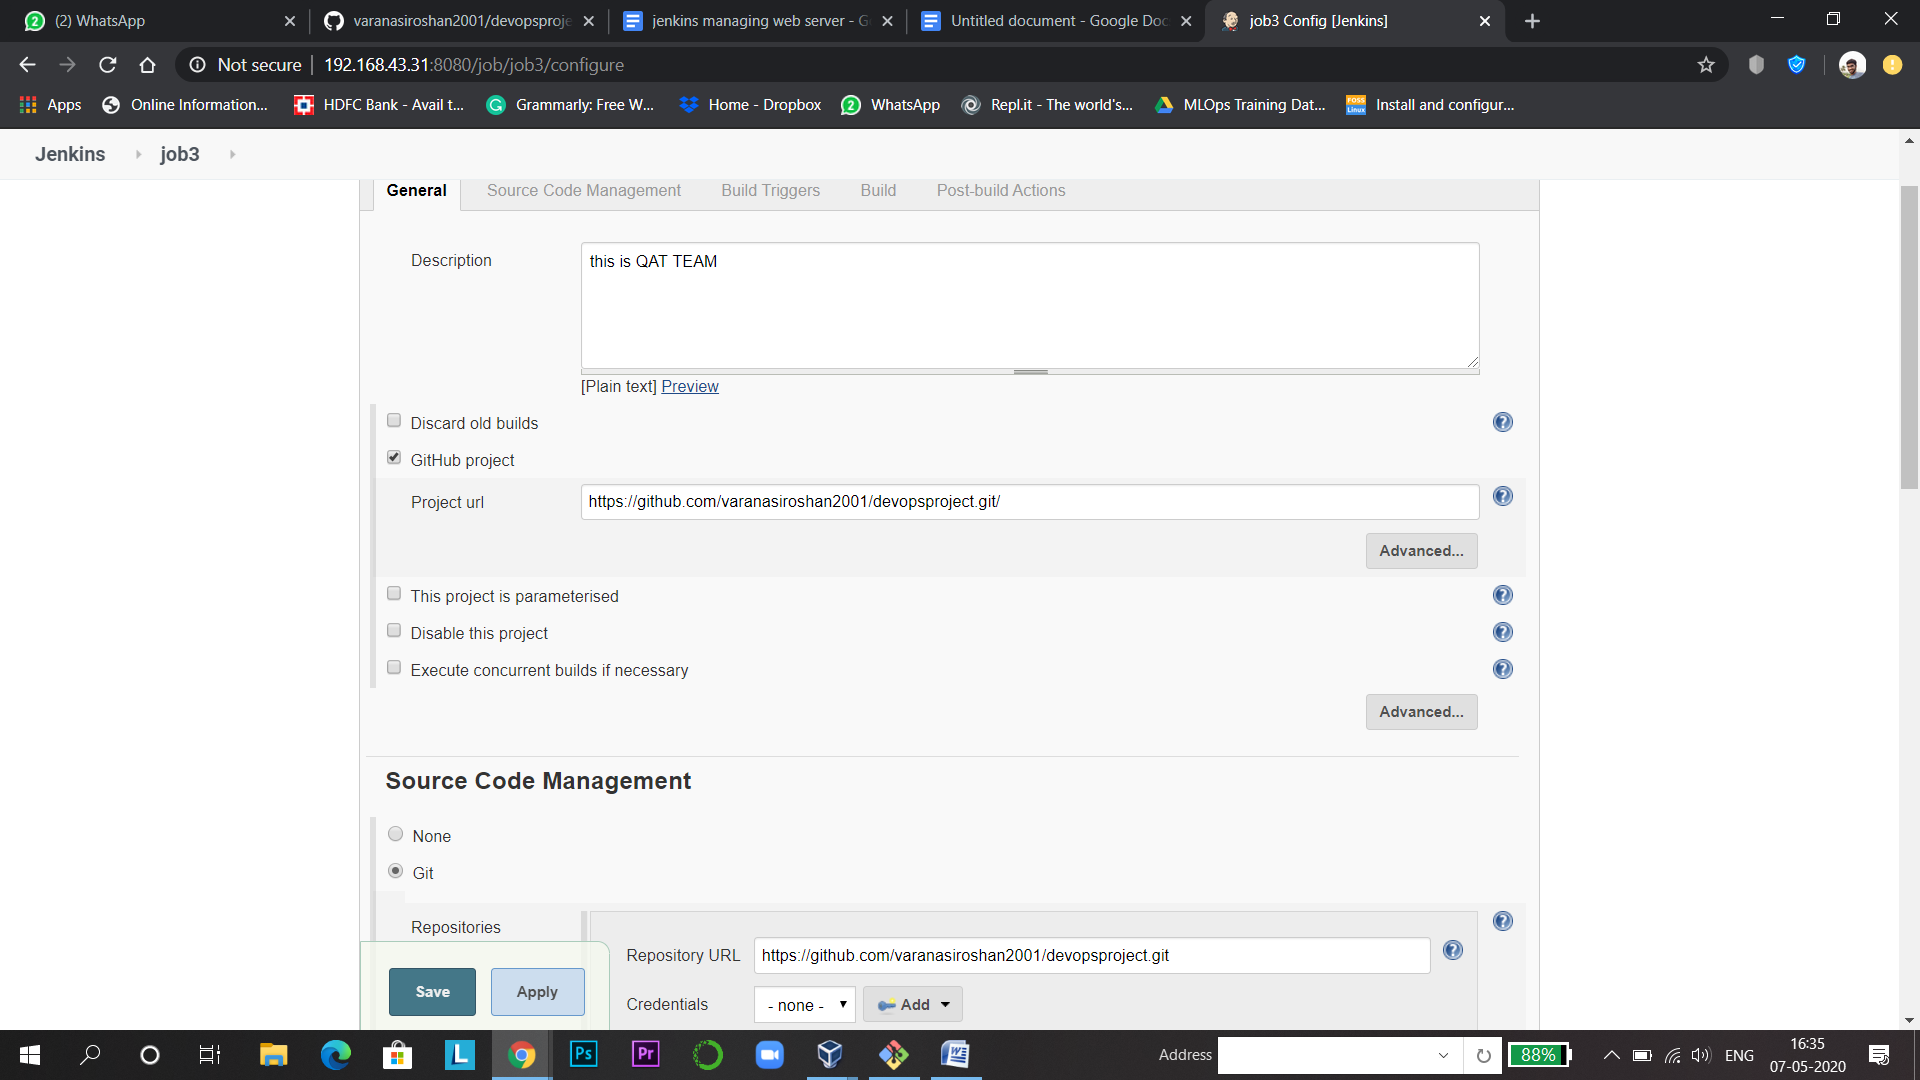 (2) WhatsApp
varanasiroshan2001/devopsproje
jenkins managing web server - G
Untitled document - Google Doc
job3 Config [Jenkins]
Not secure
192.168.43.31:8080/job/job3/configure
Apps
Online Information...
HDFC Bank - Avail t...
Grammarly: Free W...
Home - Dropbox
WhatsApp
Repl.it - The world's...
MLOps Training Dat...
Install and configur...
Jenkins
job3
General
Source Code Management
Build Triggers
Build
Post-build Actions
Description
this is QAT TEAM
[Plain text] Preview
Discard old builds
GitHub project
Project url
https://github.com/varanasiroshan2001/devopsproject.git/
Advanced...
This project is parameterised
Disable this project
Execute concurrent builds if necessary
Advanced...
Source Code Management
None
Git
Repositories
Repository URL
https://github.com/varanasiroshan2001/devopsproject.git
Credentials
- none -
Add
Save
Apply
Address
88%
ENG
16:35
07-05-2020